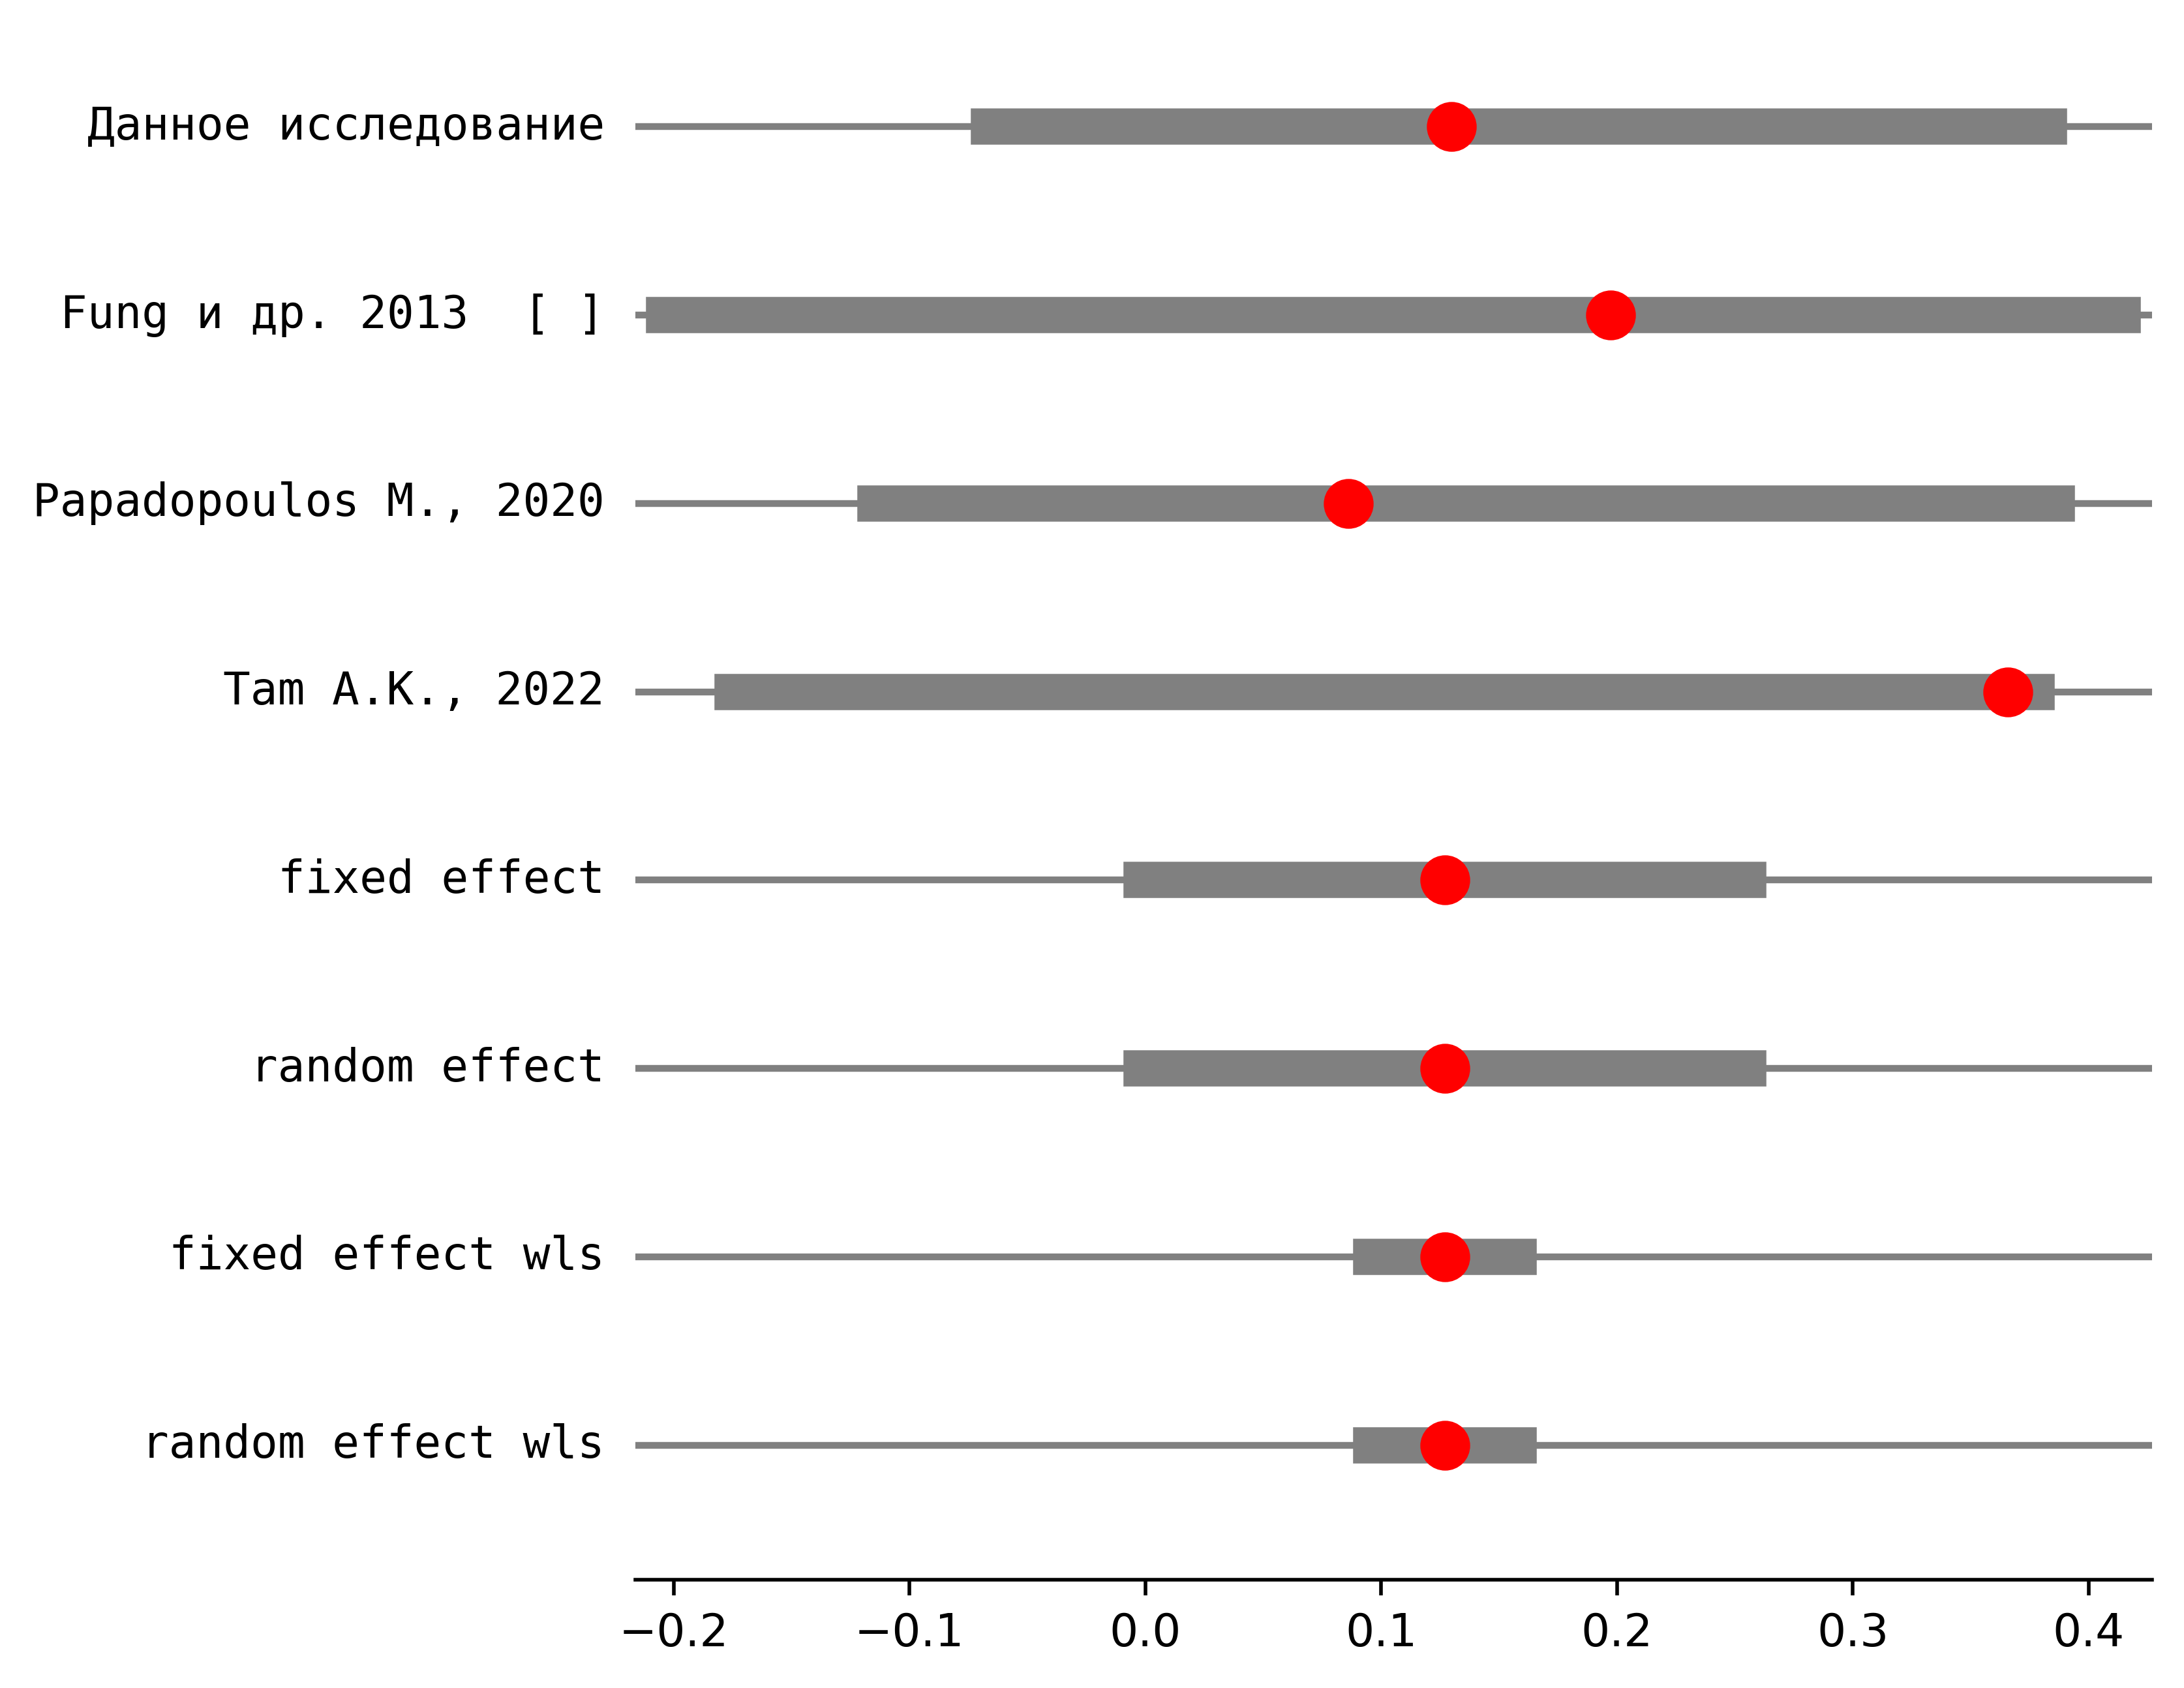 Данное исследование
Fung и др. 2013  [ ]
Papadopoulos M., 2020
Tam A.K., 2022
fixed effect
random effect
fixed effect wls
random effect wls
−0.2 −0.1 0.0 0.1 0.2 0.3 0.4